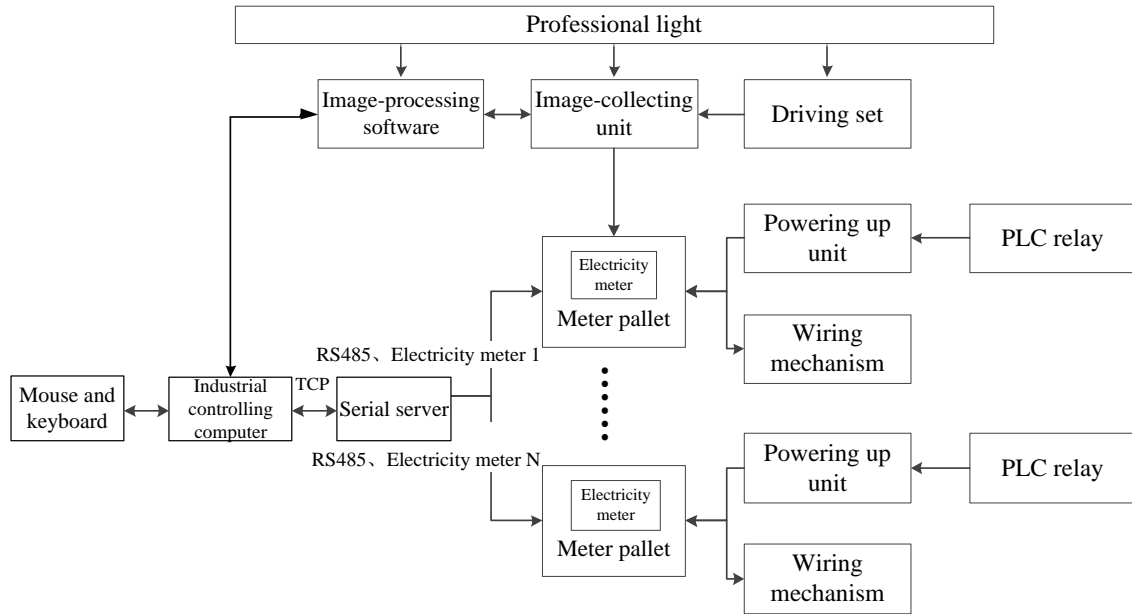 Professional light
Image-processing
software
Image-collecting
unit
Driving set
Powering up
unit
PLC relay
Electricity
meter
Meter pallet
Wiring
mechanism
RS485、Electricity meter 1
Mouse and
keyboard
Industrial
controlling
computer
TCP
Serial server
RS485、Electricity meter N
Powering up
unit
PLC relay
Electricity
meter
Meter pallet
Wiring
mechanism